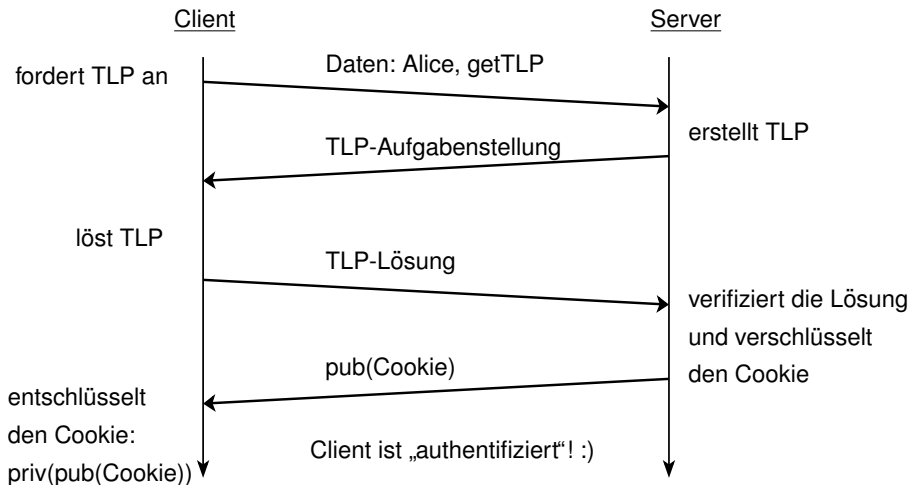 Client
Server
fordert TLP an
Daten: Alice, getTLP
erstellt TLP
TLP-Aufgabenstellung
löst TLP
TLP-Lösung
verifiziert die Lösung
und verschlüsselt
den Cookie
pub(Cookie)
entschlüsselt
den Cookie:
priv(pub(Cookie))
Client ist „authentifiziert“! :)